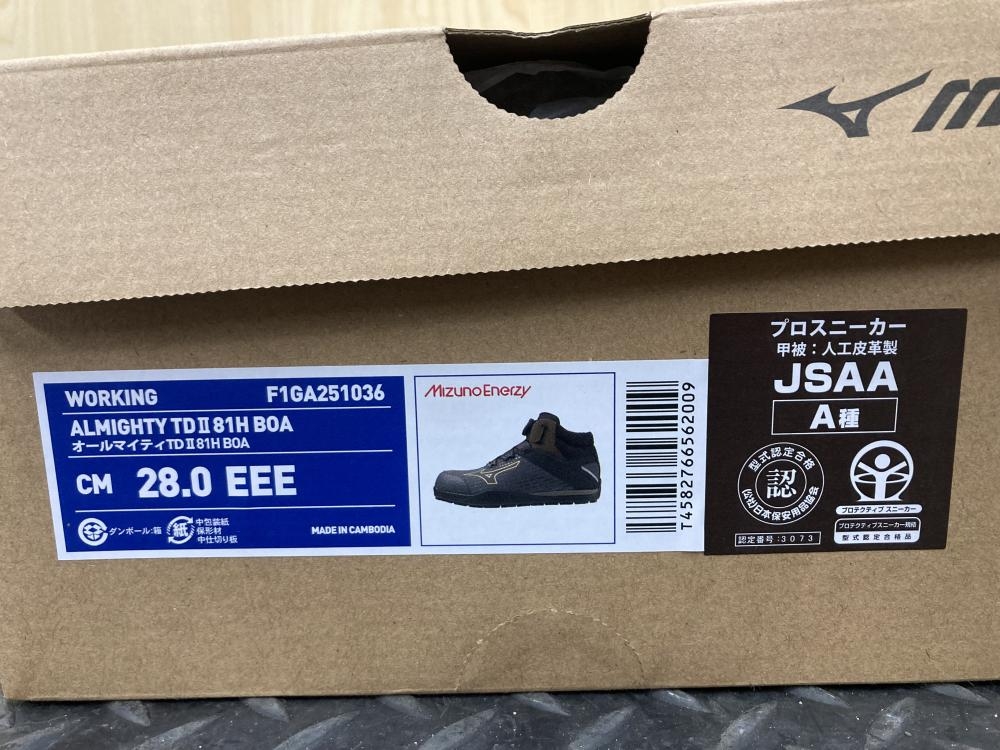 WORKING F1GA251036
ALMIGHTY TDⅡ81H BOA
オールマイティTDⅡ81H BOA
CM 28.0 EEE
ダンボール:箱
紙
中包装紙
保形材
中仕切り板
MADE IN CAMBODIA
MIZUNO ENERZY
T4582766562009
プロスニーカー
甲被：人工皮革製
JSAA
A種
型式認定合格
認
(公社)日本保安用品協会
認定番号:3073
プロテクティブ スニーカー
プロテクティブスニーカー規格
型式認定合格品